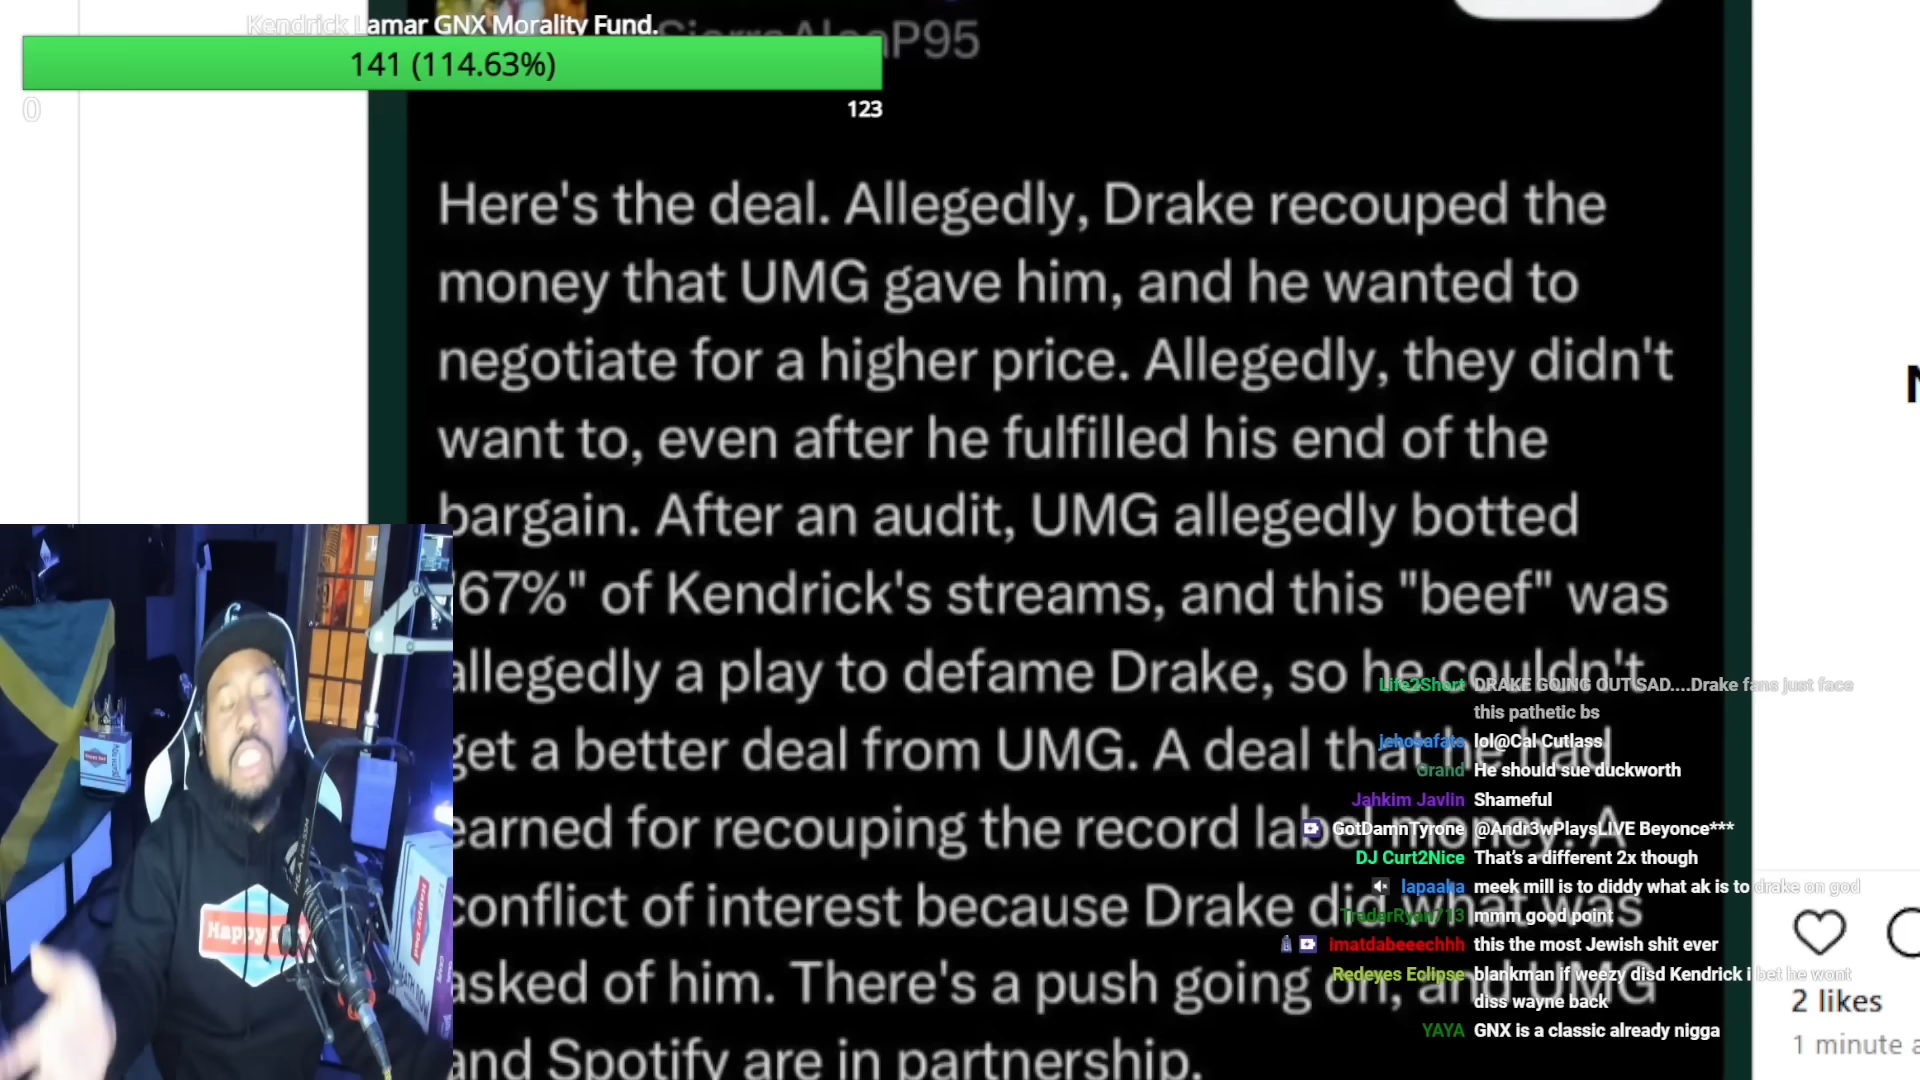 Kendrick Lamar GNX Morality Fund.
141 (114.63%)
0
123
Here's the deal. Allegedly, Drake recouped the
money that UMG gave him, and he wanted to
negotiate for a higher price. Allegedly, they didn't
want to, even after he fulfilled his end of the
bargain. After an audit, UMG allegedly botted
"67%" of Kendrick's streams, and this "beef" was
allegedly a play to defame Drake, so he couldn't
get a better deal from UMG. A deal that he had
earned for recouping the record label money. A
conflict of interest because Drake did what was
asked of him. There's a push going on, and UMG
and Spotify are in partnership.
Life2Short DRAKE GOING OUT SAD....Drake fans just face
this pathetic bs
jehosafats lol@Cal Cutlass
Grand He should sue duckworth
Jahkim Javlin Shameful
GotDamnTyrone @Andr3wPlaysLIVE Beyonce***
DJ Curt2Nice That's a different 2x though
lapaaha meek mill is to diddy what ak is to drake on god
TraderRyan713 mmm good point
Imatdabeeechhh this the most Jewish shit ever
Redeyes Eclipse blankman if weezy disd Kendrick i bet he wont
diss wayne back
YAYA GNX is a classic already nigga
2 likes
1 minute a
Happy